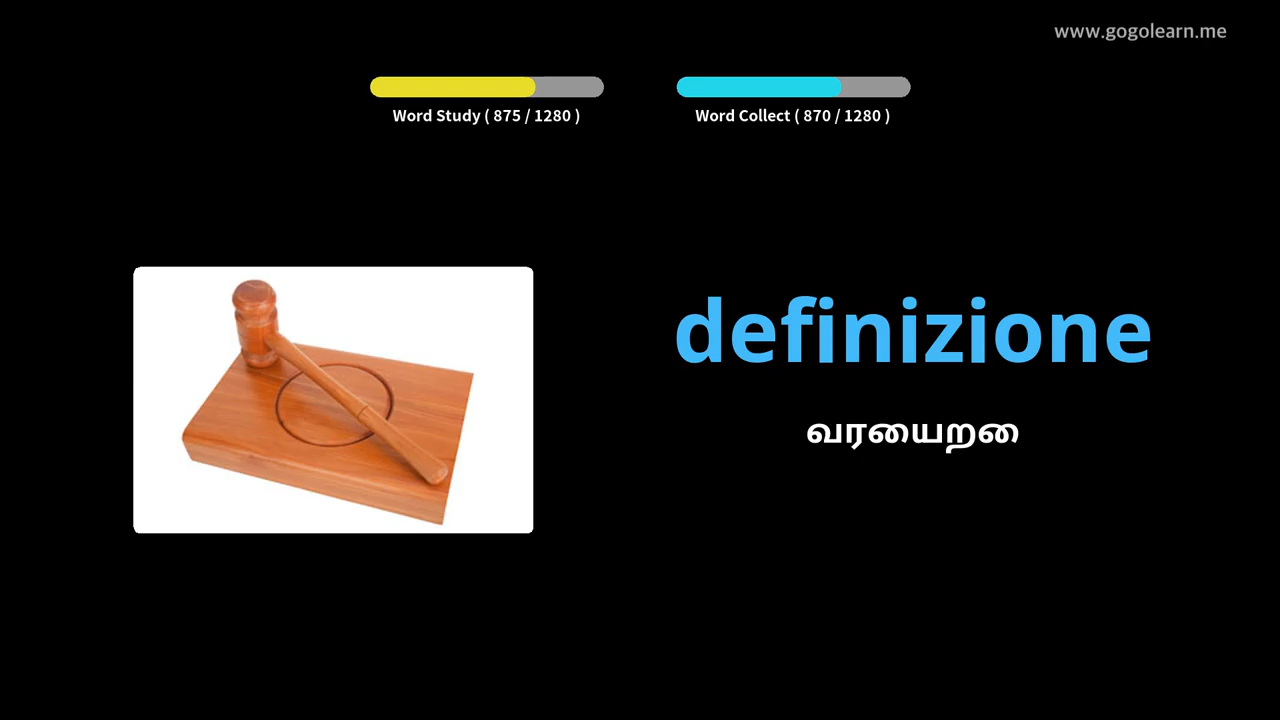 www.gogolearn.me
Word Study ( 875 / 1280 )
Word Collect ( 870 / 1280 )
definizione
வரையறை